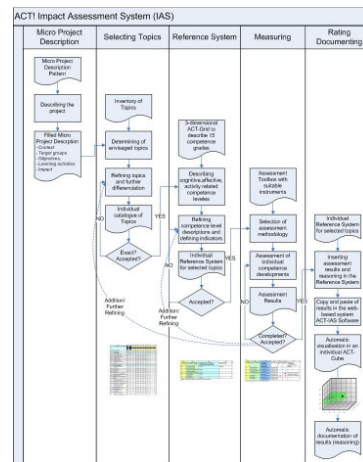 ACT! Impact Assessment System (IAS)
Micro Project
Description
Selecting Topics
Reference System
Measuring
Rating
Documenting
Micro Project
Description
Pattern
Describing the
project
Filled Micro
Project Description
- Context
- Target groups
- Objectives
- Learning activities
- Impact
Inventory of
Topics
Determining of
envisaged topics
Refining topics
and further
differentiation
Individual
catalogue of
Topics
NO
YES
Exact?
Accepted?
Addition/
Further
Refining
3-dimensional
ACT-Grid to
describe 15
competence
grades
Describing
cognitive,affective,
activity related
competence
leveles
Refining
competence-level
descriptions and
defining indicators
NO
Individual
Reference System
for selected topics
YES
Accepted?
Addition/
Further
Refining
Assessment
Toolbox with
suitable
instruments
Selection of
assessment
methodology
Assessment of
individual
competence
developments
NO
Assessment
Results
YES
Completed?
Accepted?
Individual
Reference System
for selected topics
Inserting
assessment
results and
reasoning in the
Reference System
Copy and paste of
results in the web-
based system
ACT-IAS Software
Automatic
visualisation in an
individual ACT-
Cube
Automatic
documentation of
results (reasoning)